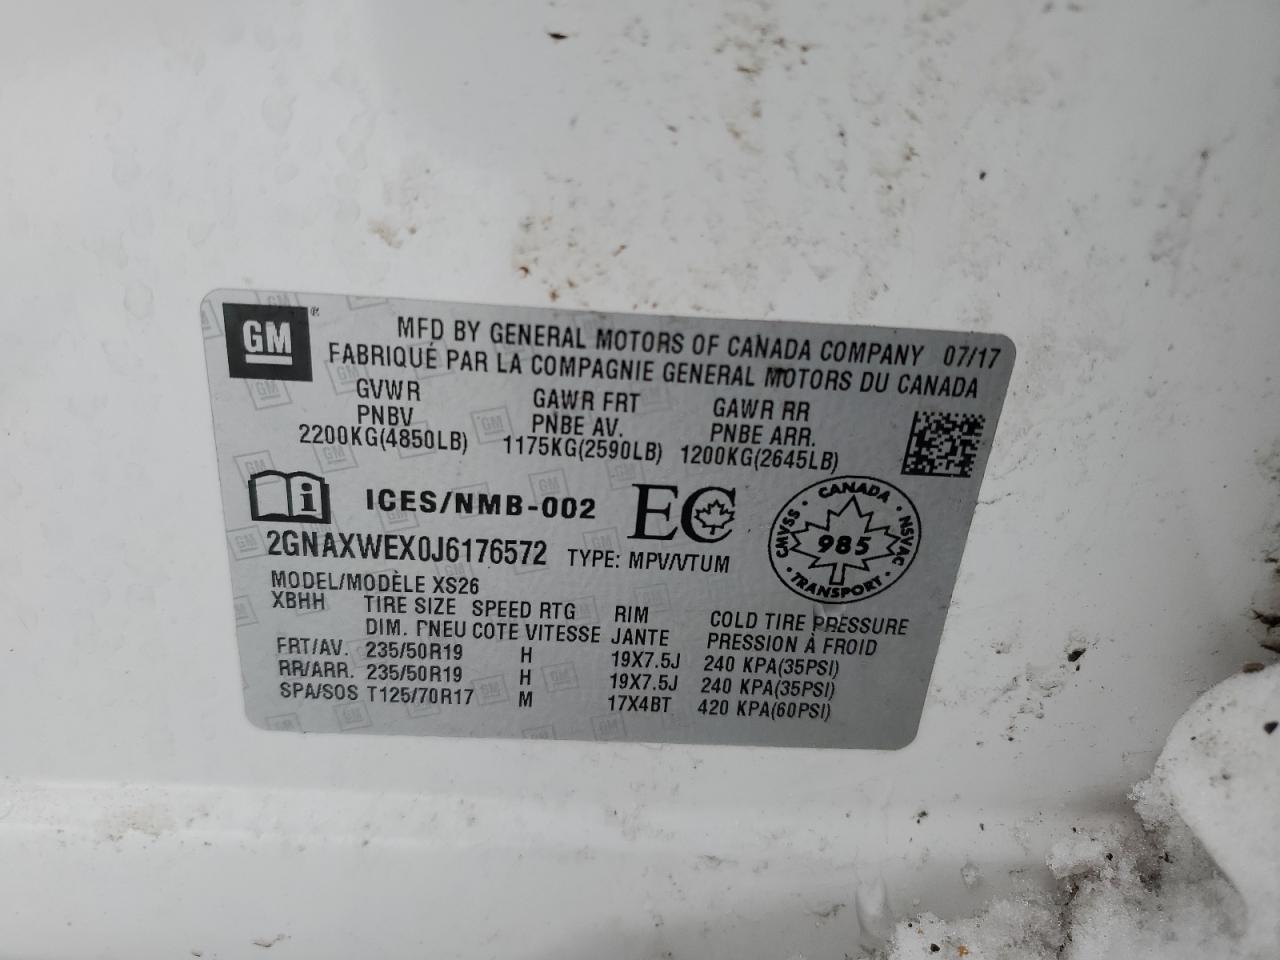 GM ®
MFD BY GENERAL MOTORS OF CANADA COMPANY 07/17
FABRIQUÉ PAR LA COMPAGNIE GENERAL MOTORS DU CANADA
GVWR GAWR FRT GAWR RR
PNBV PNBE AV. PNBE ARR.
2200KG(4850LB) 1175KG(2590LB) 1200KG(2645LB)
i ICES/NMB-002 EC
CANADA
CMVSS · 985 · NSVAC
TRANSPORT
2GNAXWEX0J6176572 TYPE: MPV/VTUM
MODEL/MODÈLE XS26
XBHH TIRE SIZE SPEED RTG RIM COLD TIRE PRESSURE
DIM. PNEU COTE VITESSE JANTE PRESSION À FROID
FRT/AV. 235/50R19 H 19X7.5J 240 KPA(35PSI)
RR/ARR. 235/50R19 H 19X7.5J 240 KPA(35PSI)
SPA/SOS T125/70R17 M 17X4BT 420 KPA(60PSI)